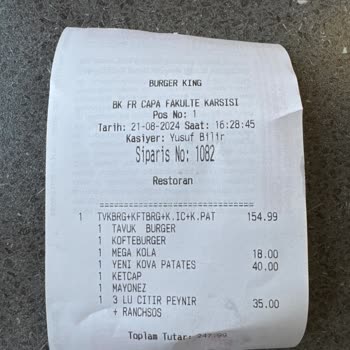 BURGER KING
BK FR CAPA FAKULTE KARSISI
Pos No: 1
Tarih: 21-08-2024 Saat: 16:28:45
Kasiyer: Yusuf Bilir
Siparis No: 1082
Restoran
==============================
1 TVKBRG+KFTBRG+K.IC+K.PAT 154.99
1 TAVUK BURGER
1 KOFTEBURGER
1 MEGA KOLA 18.00
1 YENI KOVA PATATES 40.00
1 KETCAP
1 MAYONEZ
1 3 LU CITIR PEYNIR 35.00
+ RANCHSOS
Toplam Tutar: 247.99